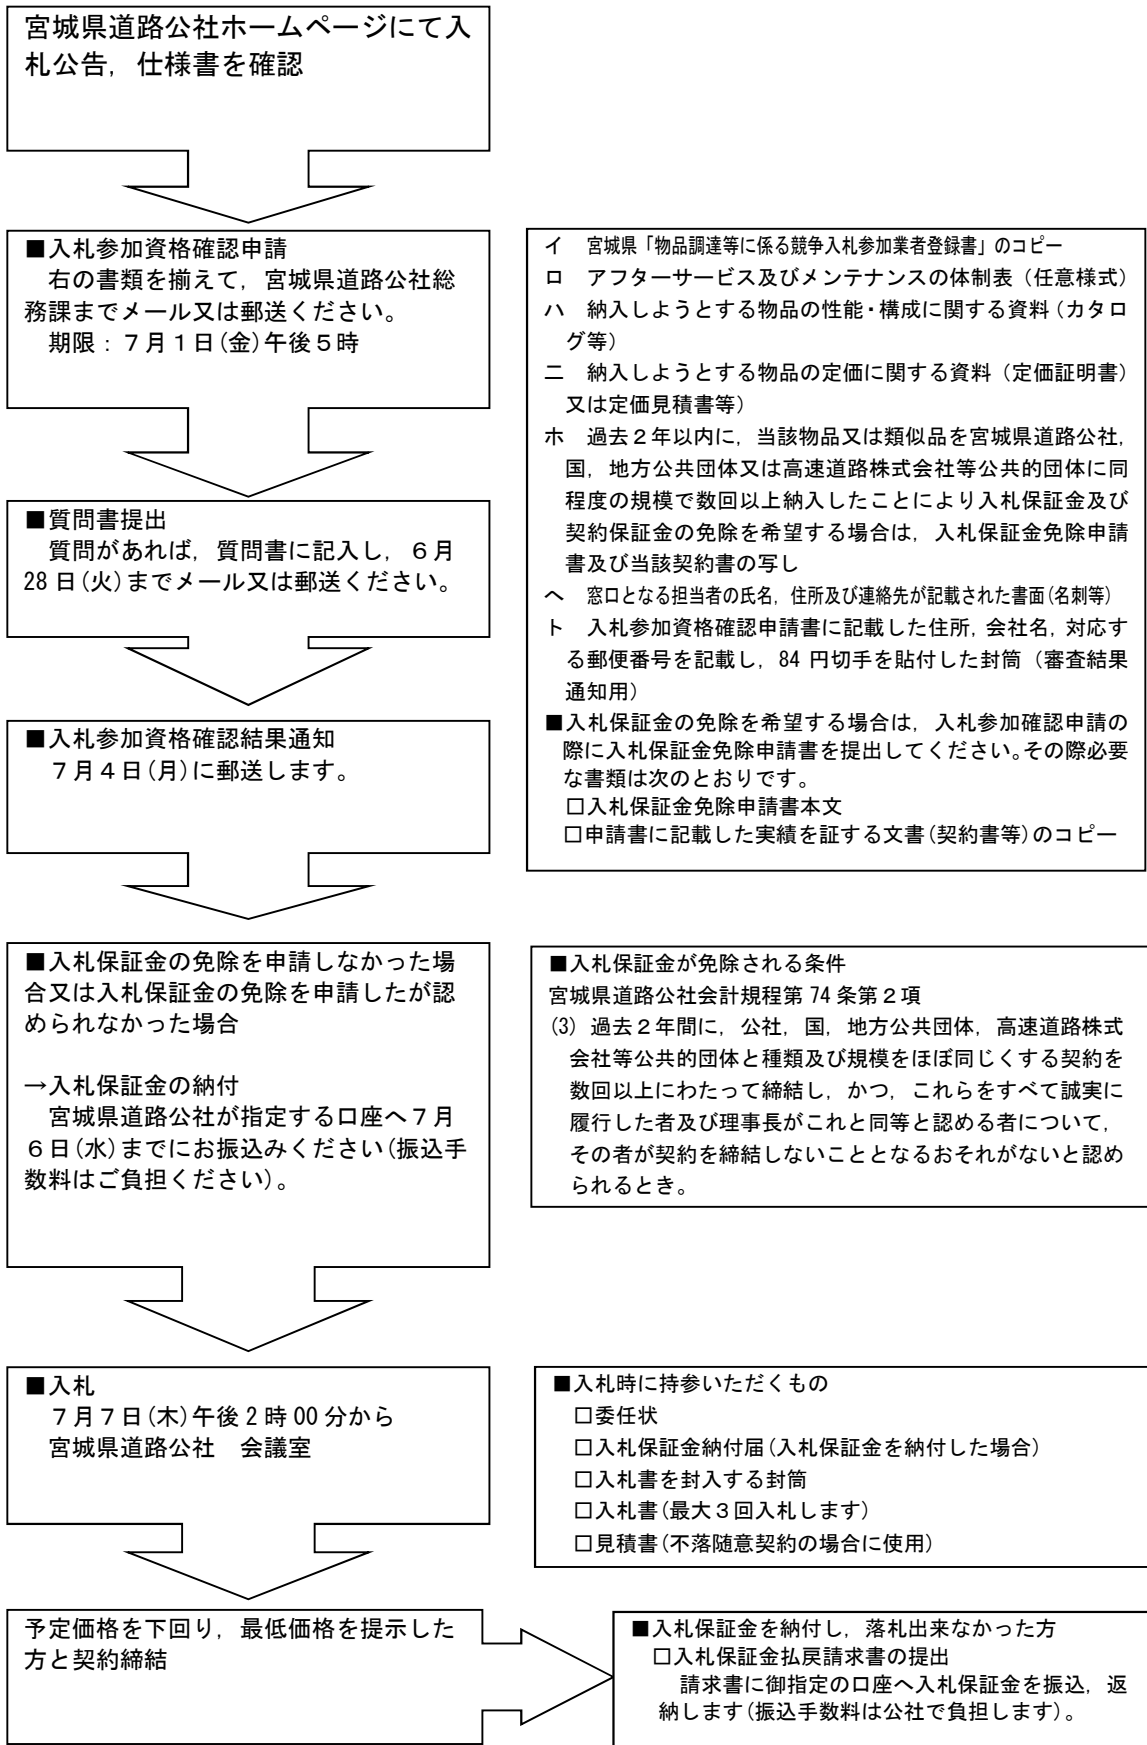 宮城県道路公社ホームページにて入
札公告，仕様書を確認
■入札参加資格確認申請
右の書類を揃えて，宮城県道路公社総
務課までメール又は郵送ください。
期限：７月１日(金)午後５時
イ　宮城県「物品調達等に係る競争入札参加業者登録書」のコピー
ロ　アフターサービス及びメンテナンスの体制表（任意様式）
ハ　納入しようとする物品の性能・構成に関する資料（カタロ
グ等）
ニ　納入しようとする物品の定価に関する資料（定価証明書）
又は定価見積書等）
ホ　過去２年以内に，当該物品又は類似品を宮城県道路公社，
国，地方公共団体又は高速道路株式会社等公共的団体に同
程度の規模で数回以上納入したことにより入札保証金及び
契約保証金の免除を希望する場合は，入札保証金免除申請
書及び当該契約書の写し
ヘ　窓口となる担当者の氏名，住所及び連絡先が記載された書面(名刺等)
ト　入札参加資格確認申請書に記載した住所，会社名，対応す
る郵便番号を記載し，84 円切手を貼付した封筒（審査結果
通知用）
■入札保証金の免除を希望する場合は，入札参加確認申請の
際に入札保証金免除申請書を提出してください。その際必要
な書類は次のとおりです。
□入札保証金免除申請書本文
□申請書に記載した実績を証する文書(契約書等)のコピー
■質問書提出
質問があれば，質問書に記入し，６月
28 日(火)までメール又は郵送ください。
■入札参加資格確認結果通知
７月４日(月)に郵送します。
■入札保証金の免除を申請しなかった場
合又は入札保証金の免除を申請したが認
められなかった場合
→入札保証金の納付
宮城県道路公社が指定する口座へ７月
６日(水)までにお振込みください(振込手
数料はご負担ください)。
■入札保証金が免除される条件
宮城県道路公社会計規程第 74 条第２項
(3) 過去２年間に，公社，国，地方公共団体，高速道路株式
会社等公共的団体と種類及び規模をほぼ同じくする契約を
数回以上にわたって締結し，かつ，これらをすべて誠実に
履行した者及び理事長がこれと同等と認める者について，
その者が契約を締結しないこととなるおそれがないと認め
られるとき。
■入札
７月７日(木)午後２時 00 分から
宮城県道路公社　会議室
■入札時に持参いただくもの
□委任状
□入札保証金納付届(入札保証金を納付した場合)
□入札書を封入する封筒
□入札書(最大３回入札します)
□見積書(不落随意契約の場合に使用)
予定価格を下回り，最低価格を提示した
方と契約締結
■入札保証金を納付し，落札出来なかった方
□入札保証金払戻請求書の提出
請求書に御指定の口座へ入札保証金を振込，返
納します(振込手数料は公社で負担します)。